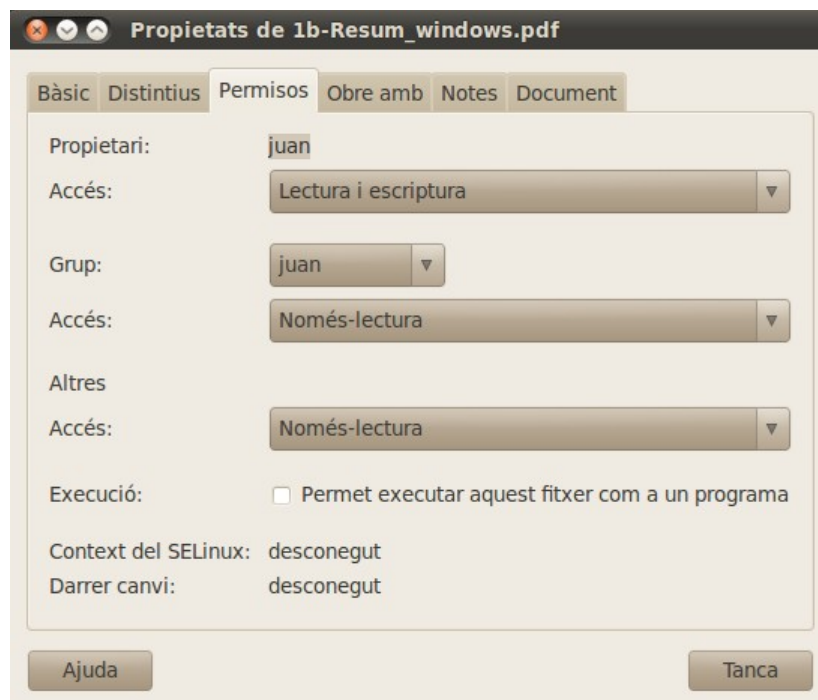 Propietats de 1b-Resum_windows.pdf
Bàsic Distintius Permisos Obre amb Notes Document
Propietari: juan
Accés: Lectura i escriptura
Grup: juan
Accés: Només-lectura
Altres
Accés: Només-lectura
Execució: Permet executar aquest fitxer com a un programa
Context del SELinux: desconegut
Darrer canvi: desconegut
Ajuda Tanca